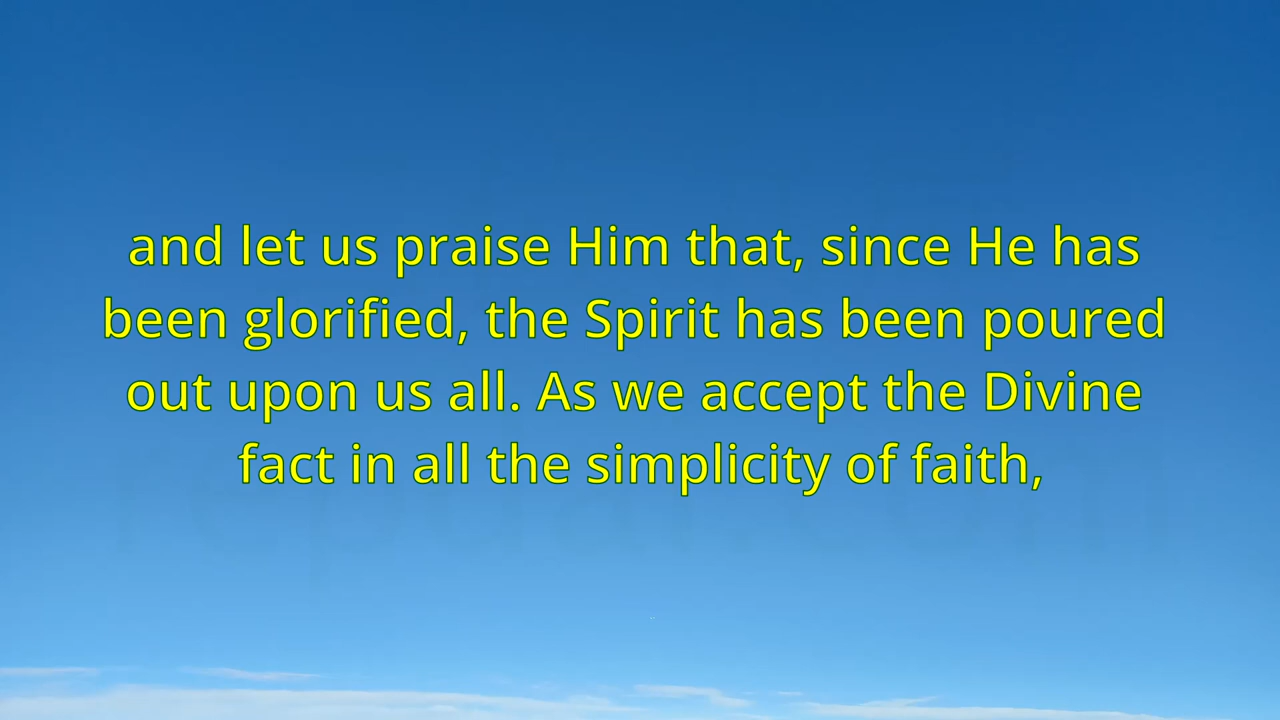 and let us praise Him that, since He has
been glorified, the Spirit has been poured
out upon us all. As we accept the Divine
fact in all the simplicity of faith,